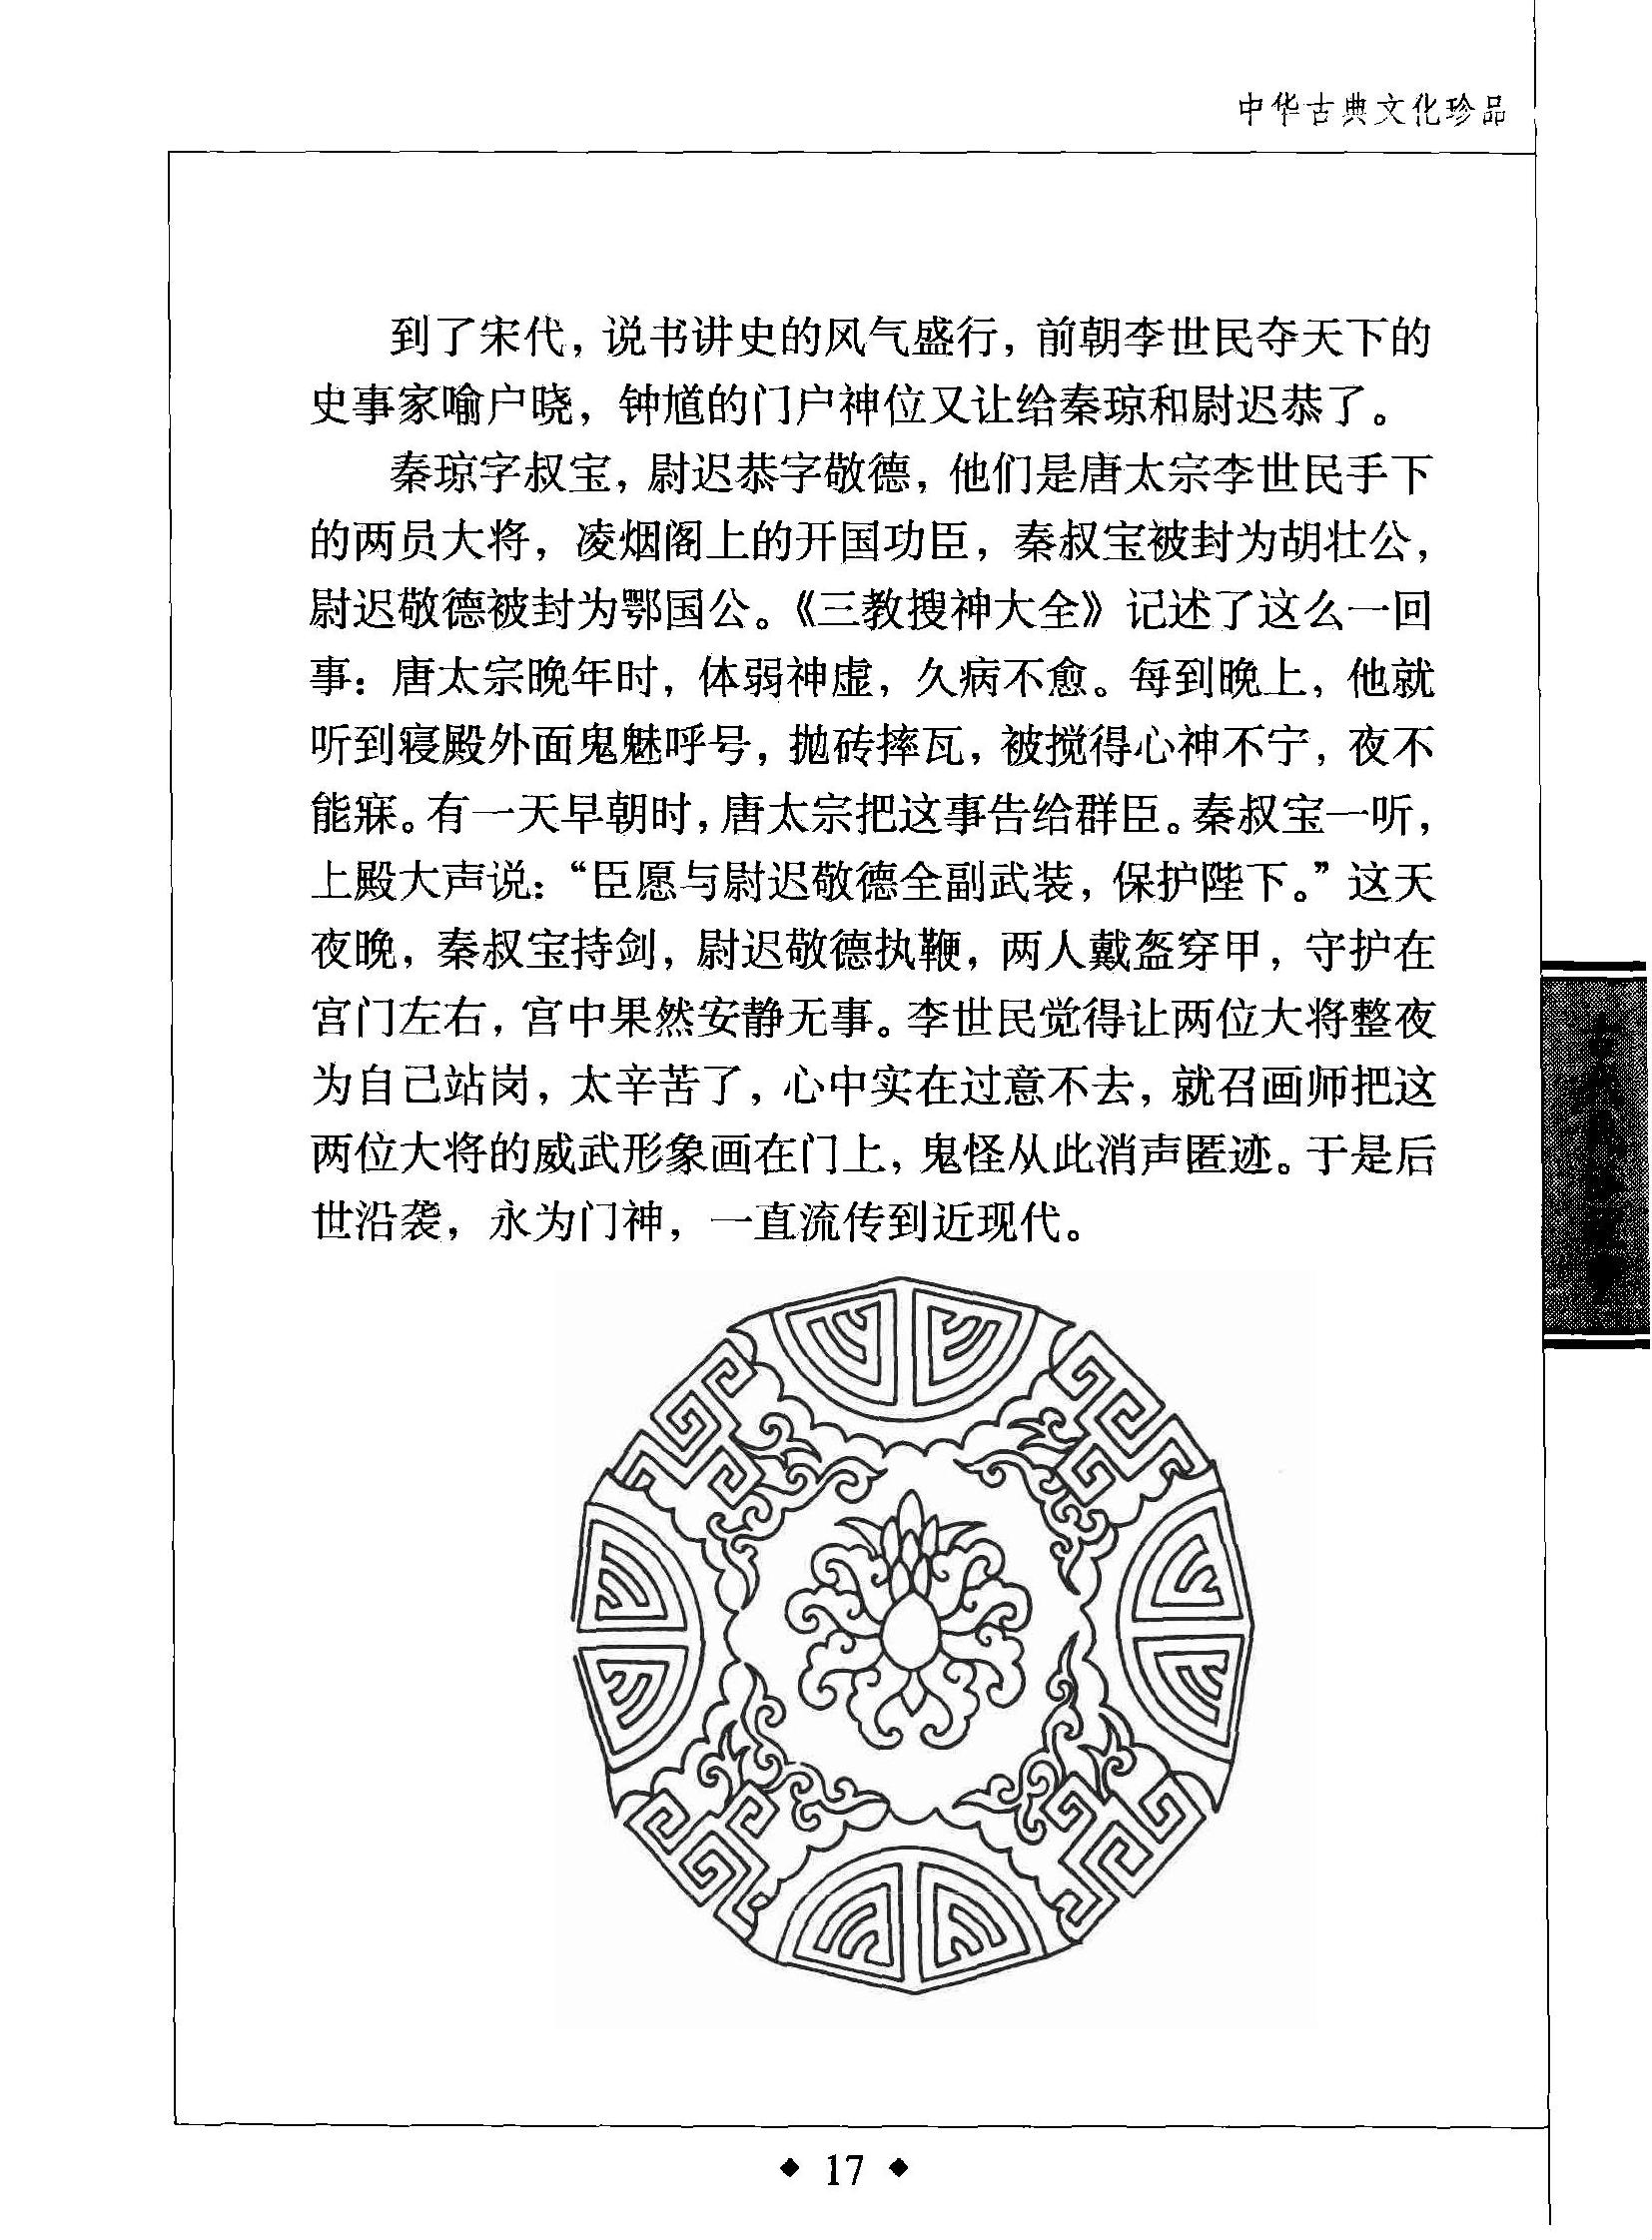 中华古典文化珍品
到了宋代，说书讲史的风气盛行，前朝李世民夺天下的
史事家喻户晓，钟馗的门户神位又让给秦琼和尉迟恭了。
秦琼字叔宝，尉迟恭字敬德，他们是唐太宗李世民手下
的两员大将，凌烟阁上的开国功臣，秦叔宝被封为胡壮公，
尉迟敬德被封为鄂国公。《三教搜神大全》记述了这么一回
事：唐太宗晚年时，体弱神虚，久病不愈。每到晚上，他就
听到寝殿外面鬼魅呼号，抛砖摔瓦，被搅得心神不宁，夜不
能寐。有一天早朝时，唐太宗把这事告给群臣。秦叔宝一听，
上殿大声说：“臣愿与尉迟敬德全副武装，保护陛下。”这天
夜晚，秦叔宝持剑，尉迟敬德执鞭，两人戴盔穿甲，守护在
宫门左右，宫中果然安静无事。李世民觉得让两位大将整夜
为自己站岗，太辛苦了，心中实在过意不去，就召画师把这
两位大将的威武形象画在门上，鬼怪从此消声匿迹。于是后
世沿袭，永为门神，一直流传到近现代。
◆ 17 ◆